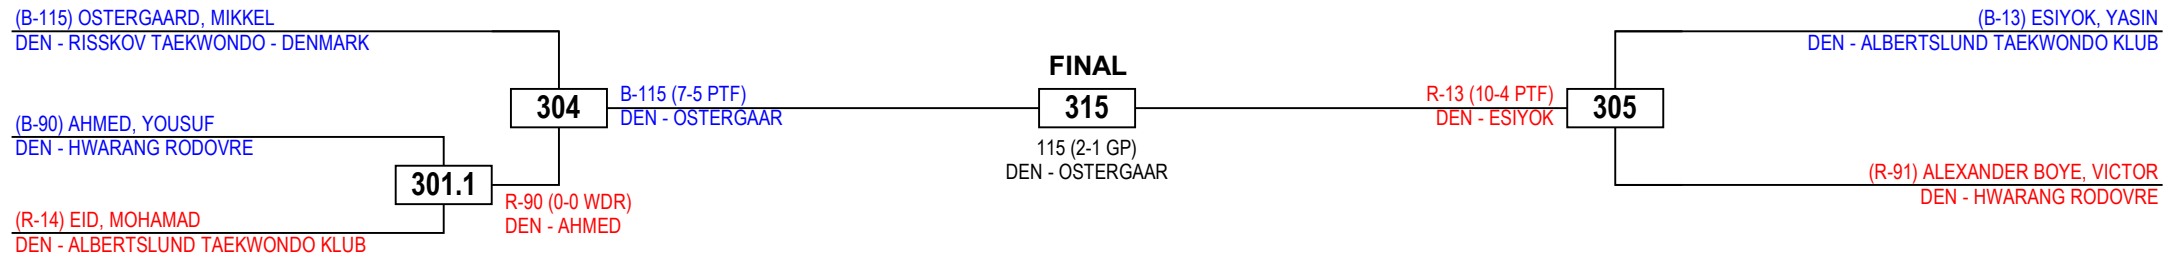 (B-115) OSTERGAARD, MIKKEL
DEN - RISSKOV TAEKWONDO - DENMARK
(B-90) AHMED, YOUSUF
DEN - HWARANG RODOVRE
(R-14) EID, MOHAMAD
DEN - ALBERTSLUND TAEKWONDO KLUB
301.1
R-90 (0-0 WDR)
DEN - AHMED
304
B-115 (7-5 PTF)
DEN - OSTERGAAR
FINAL
315
115 (2-1 GP)
DEN - OSTERGAAR
R-13 (10-4 PTF)
DEN - ESIYOK
305
(B-13) ESIYOK, YASIN
DEN - ALBERTSLUND TAEKWONDO KLUB
(R-91) ALEXANDER BOYE, VICTOR
DEN - HWARANG RODOVRE